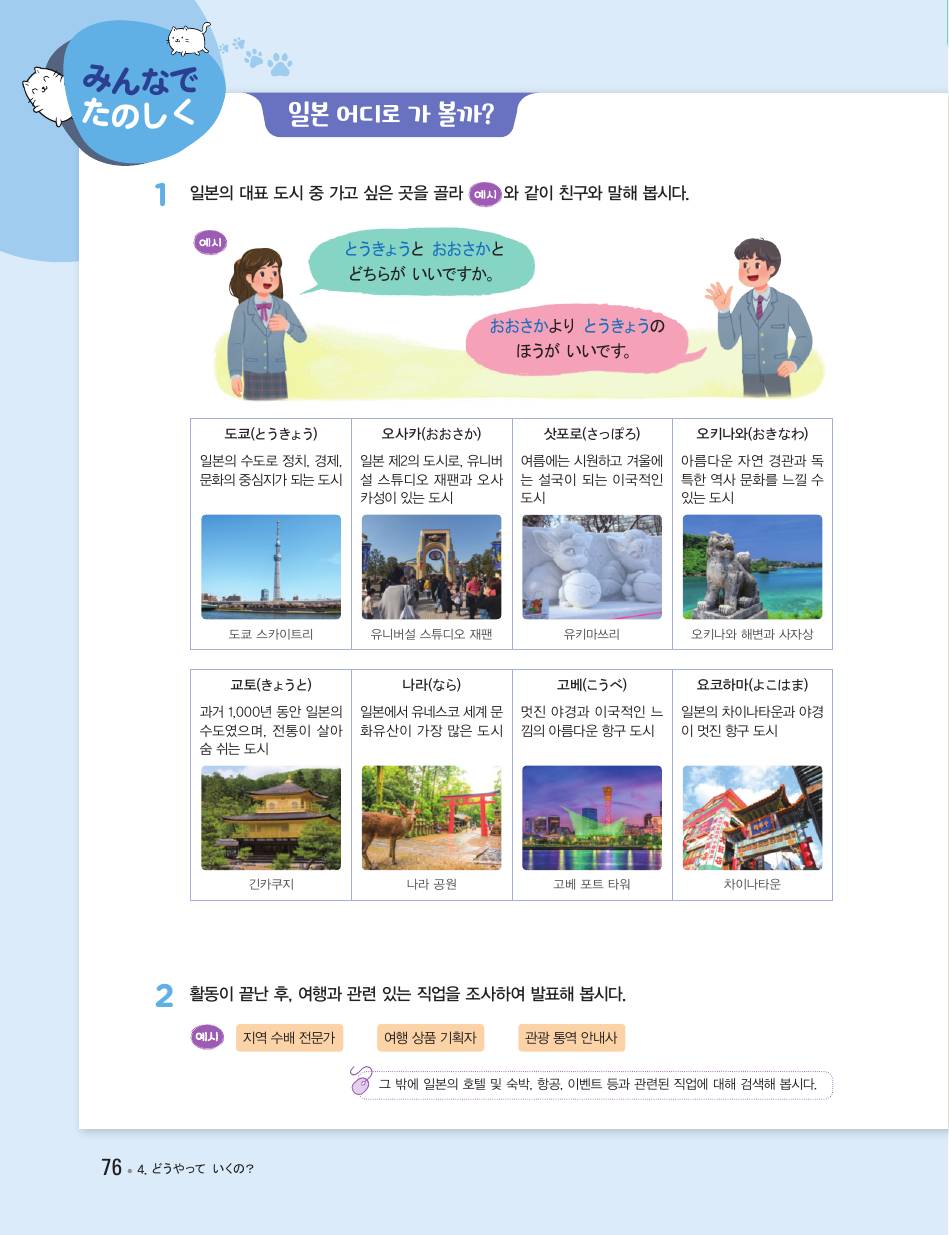 みんなで
たのしく
일본 어디로 가 볼까?
1 일본의 대표 도시 중 가고 싶은 곳을 골라 예시 와 같이 친구와 말해 봅시다.
예시
とうきょうと おおさかと
どちらが いいですか。
おおさかより とうきょうの
ほうが いいです。
도쿄(とうきょう)
일본의 수도로 정치, 경제,
문화의 중심지가 되는 도시
도쿄 스카이트리
오사카(おおさか)
일본 제2의 도시로, 유니버
설 스튜디오 재팬과 오사
카성이 있는 도시
유니버설 스튜디오 재팬
삿포로(さっぽろ)
여름에는 시원하고 겨울에
는 설국이 되는 이국적인
도시
유키마쓰리
오키나와(おきなわ)
아름다운 자연 경관과 독
특한 역사 문화를 느낄 수
있는 도시
오키나와 해변과 사자상
교토(きょうと)
과거 1,000년 동안 일본의
수도였으며, 전통이 살아
숨 쉬는 도시
긴카쿠지
나라(なら)
일본에서 유네스코 세계 문
화유산이 가장 많은 도시
나라 공원
고베(こうべ)
멋진 야경과 이국적인 느
낌의 아름다운 항구 도시
고베 포트 타워
요코하마(よこはま)
일본의 차이나타운과 야경
이 멋진 항구 도시
차이나타운
2 활동이 끝난 후, 여행과 관련 있는 직업을 조사하여 발표해 봅시다.
예시 지역 수배 전문가 여행 상품 기획자 관광 통역 안내사
그 밖에 일본의 호텔 및 숙박, 항공, 이벤트 등과 관련된 직업에 대해 검색해 봅시다.
76 • 4. どうやって いくの?